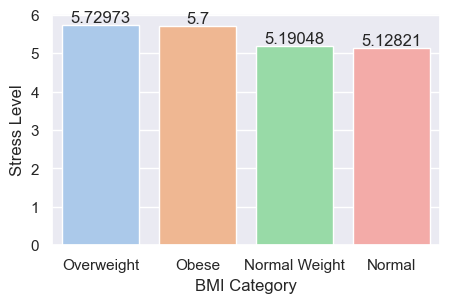 6
5
4
3
2
1
0
Stress Level
5.72973
5.7
5.19048
5.12821
Overweight
Obese
Normal Weight
Normal
BMI Category